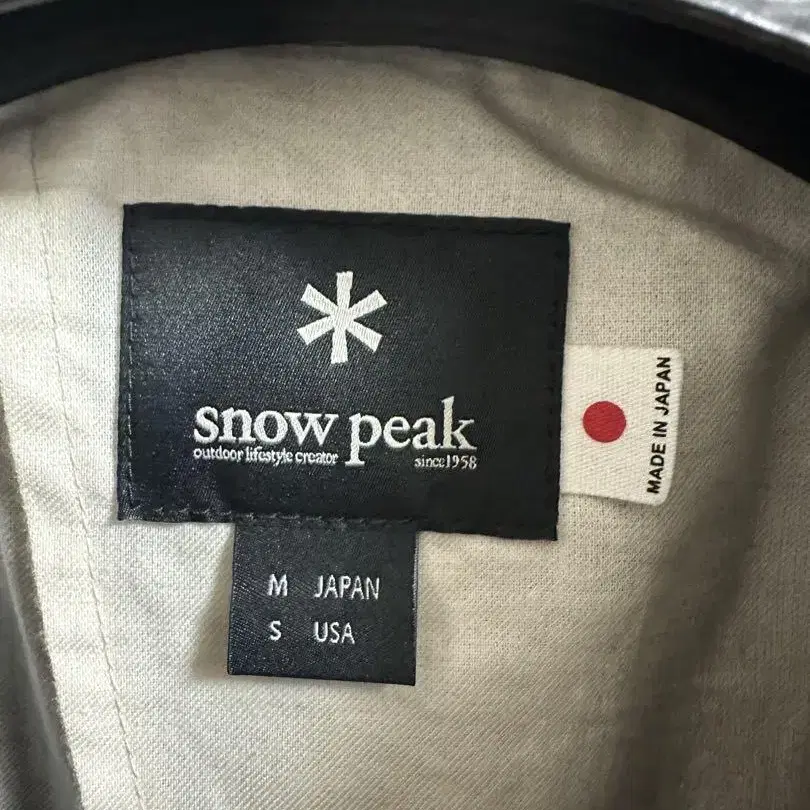 snow peak
outdoor lifestyle creator
since1958
MADE IN JAPAN
M JAPAN
S USA